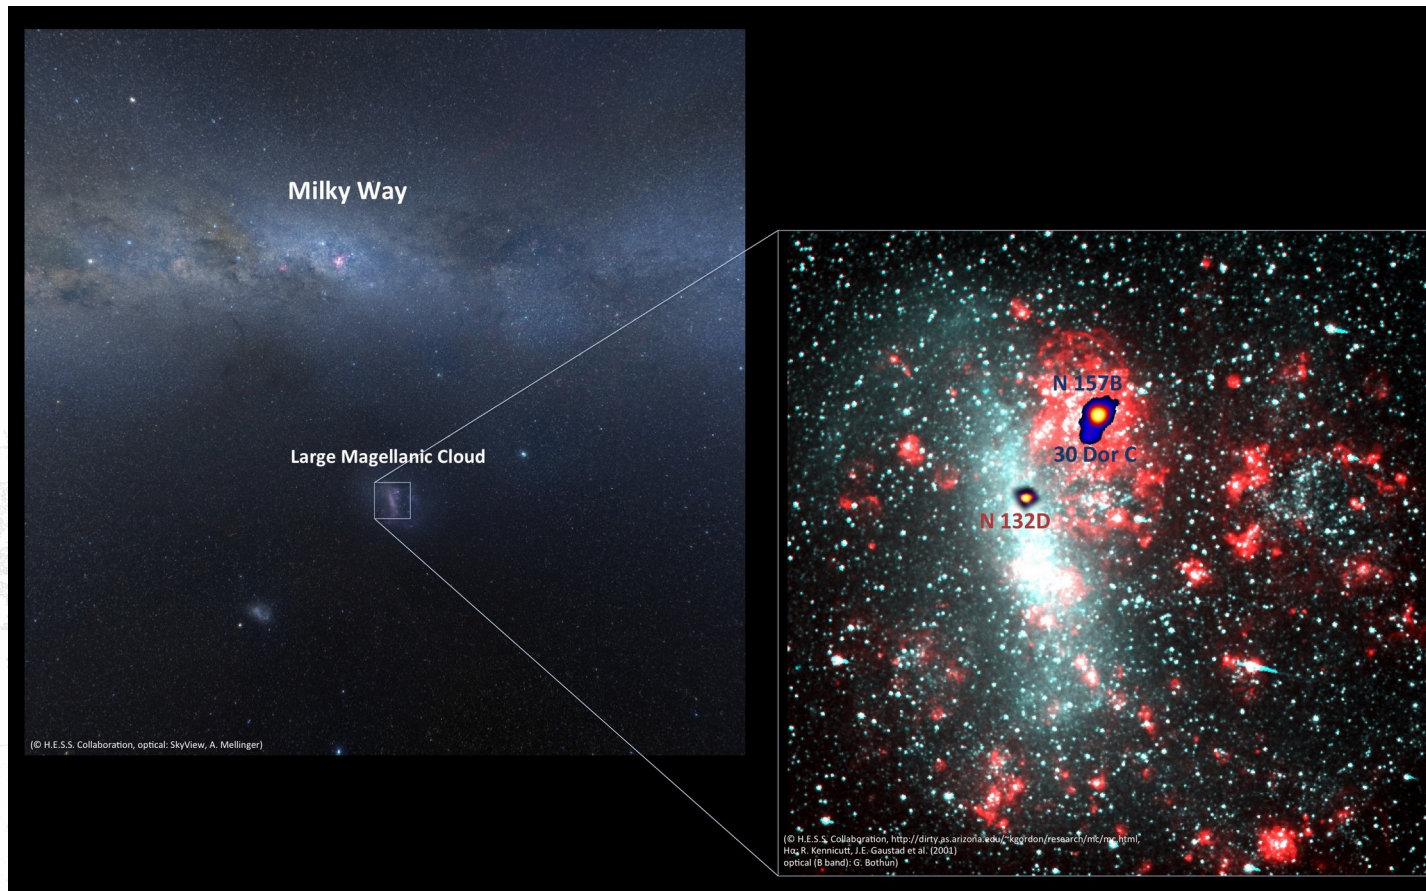 Milky Way
Large Magellanic Cloud
(© H.E.S.S. Collaboration, optical: SkyView, A. Mellinger)
N 157B
30 Dor C
N 132D
(© H.E.S.S. Collaboration, http://dirty.as.arizona.edu/~kgordon/research/mc/mc.html,
Hα: R. Kennicutt, J.E. Gaustad et al. (2001)
optical (B band): G. Bothun)